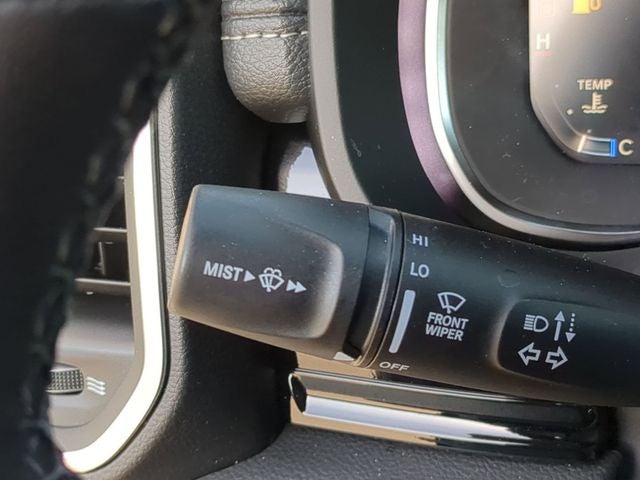 H
TEMP
C
HI
LO
MIST
FRONT
WIPER
OFF